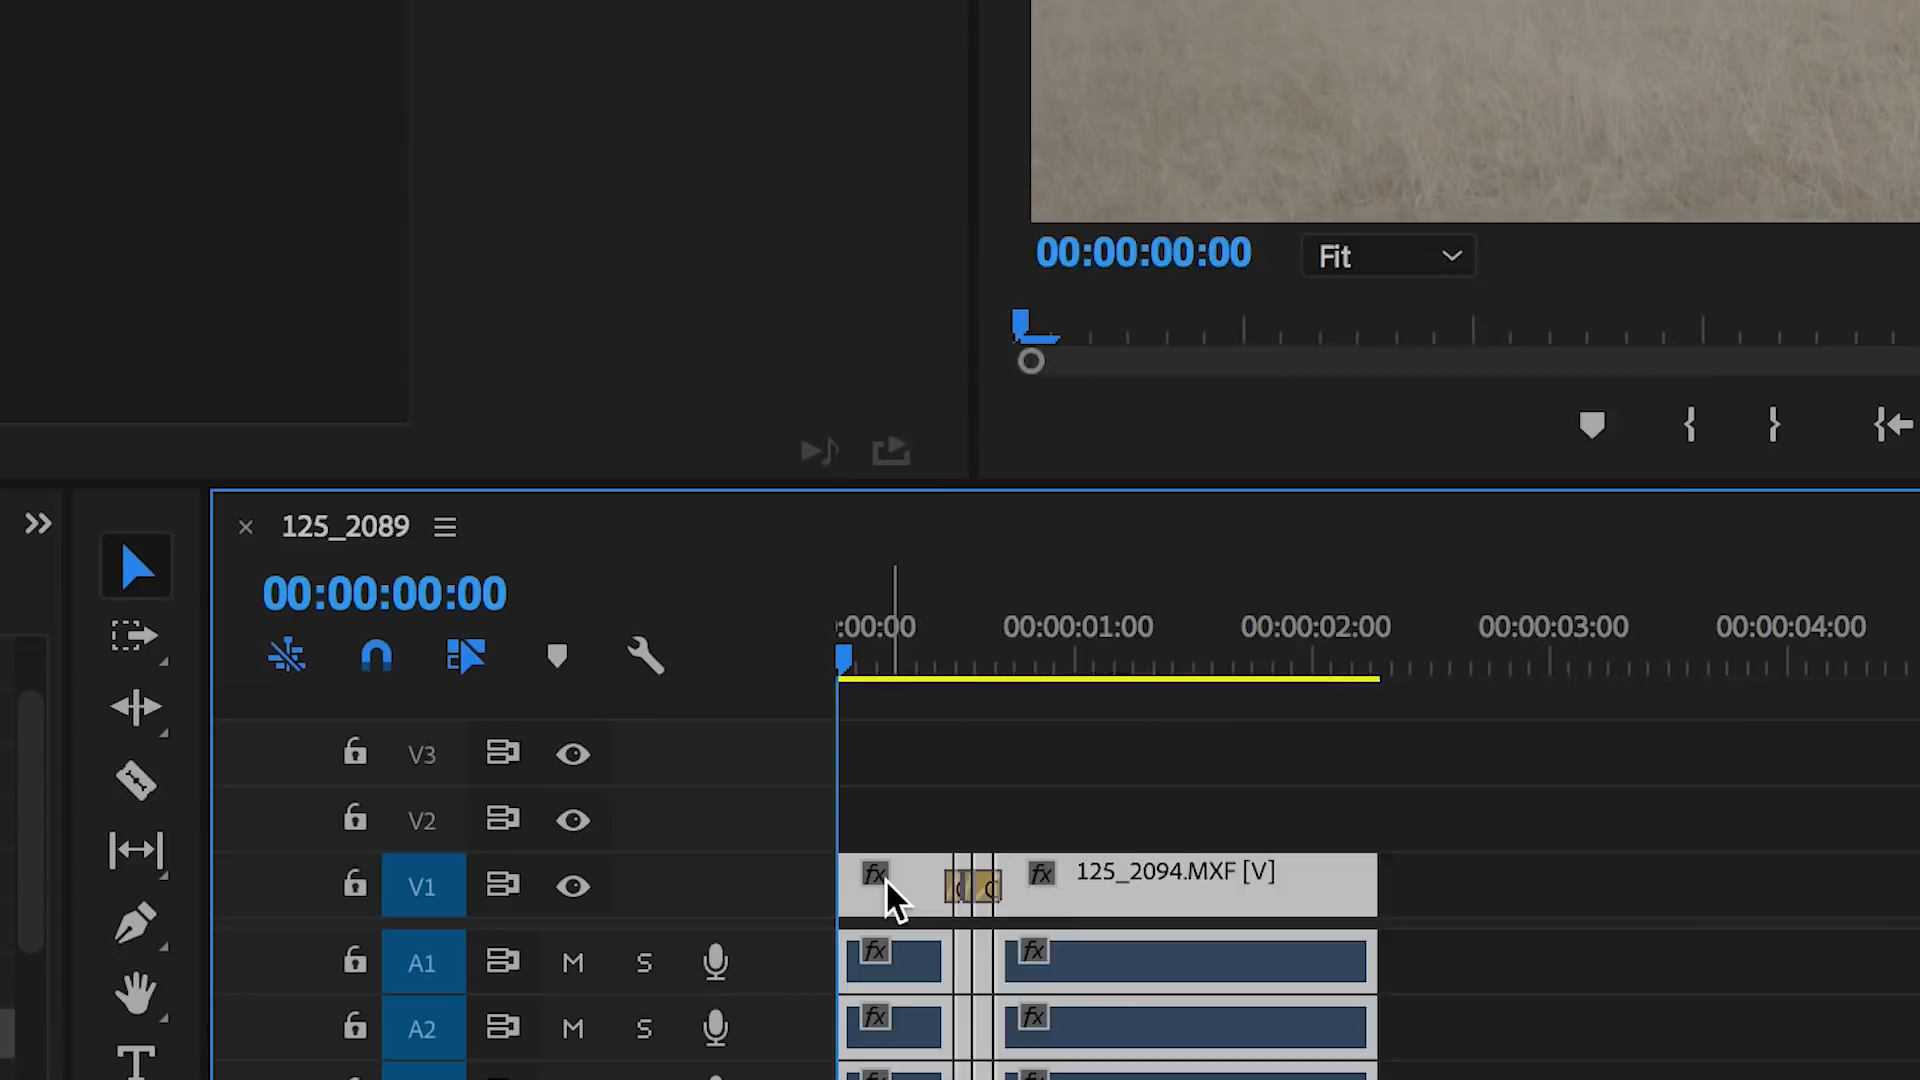 00:00:00:00
Fit
125_2089
00:00:00:00
:00:00
00:00:01:00
00:00:02:00
00:00:03:00
00:00:04:00
V3
V2
V1
fx
fx
125_2094.MXF [V]
A1
M
S
fx
fx
A2
M
S
fx
fx